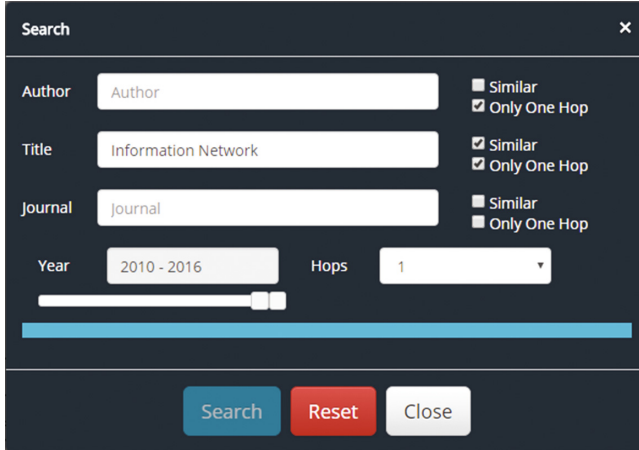 Search ×
Author Author Similar
Only One Hop
Title Information Network Similar
Only One Hop
Journal Journal Similar
Only One Hop
Year 2010 - 2016 Hops 1
Search Reset Close